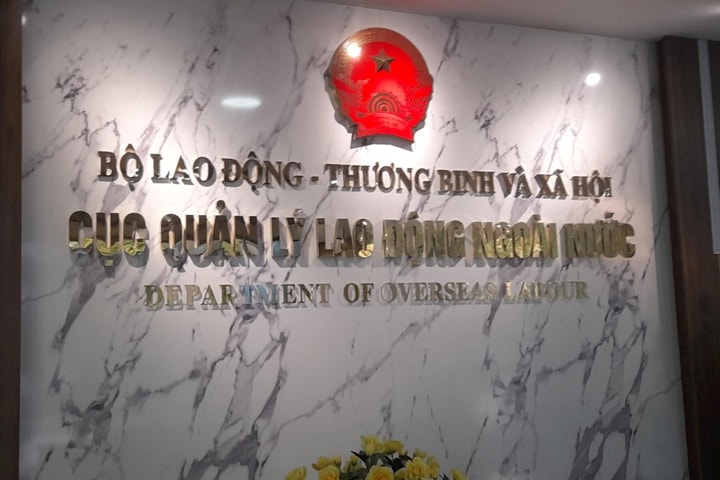 BỘ LAO ĐỘNG - THƯƠNG BINH VÀ XÃ HỘI
CỤC QUẢN LÝ LAO ĐỘNG NGOÀI NƯỚC
DEPARTMENT OF OVERSEAS LABOUR